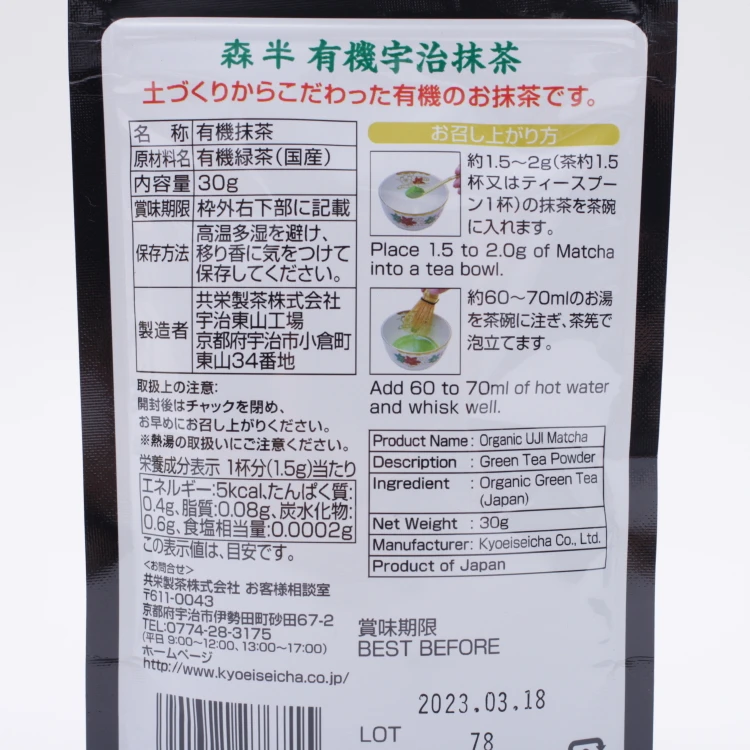 森半 有機宇治抹茶
土づくりからこだわった有機のお抹茶です。
名 称 有機抹茶
原材料名 有機緑茶(国産)
内容量 30g
賞味期限 枠外右下部に記載
保存方法 高温多湿を避け、
移り香に気をつけて
保存してください。
製造者 共栄製茶株式会社
宇治東山工場
京都府宇治市小倉町
東山34番地
取扱上の注意:
開封後はチャックを閉め、
お早めにお召し上がりください。
※熱湯の取扱いにご注意ください。
栄養成分表示 1杯分(1.5g)当たり
エネルギー:5kcal、たんぱく質:
0.4g、脂質:0.08g、炭水化物:
0.6g、食塩相当量:0.0002g
この表示値は、目安です。
<お問合せ>
共栄製茶株式会社 お客様相談室
〒611-0043
京都府宇治市伊勢田町砂田67-2
TEL:0774-28-3175
(平日 9:00〜12:00、13:00〜17:00)
ホームページ
http://www.kyoeiseicha.co.jp/
お召し上がり方
約1.5〜2g(茶杓1.5
杯又はティースプー
ン1杯)の抹茶を茶碗
に入れます。
Place 1.5 to 2.0g of Matcha
into a tea bowl.
約60〜70mlのお湯
を茶碗に注ぎ、茶筅で
泡立てます。
Add 60 to 70ml of hot water
and whisk well.
Product Name : Organic UJI Matcha
Description : Green Tea Powder
Ingredient : Organic Green Tea
(Japan)
Net Weight : 30g
Manufacturer : Kyoeiseicha Co., Ltd.
Product of Japan
賞味期限
BEST BEFORE
2023.03.18
LOT 78